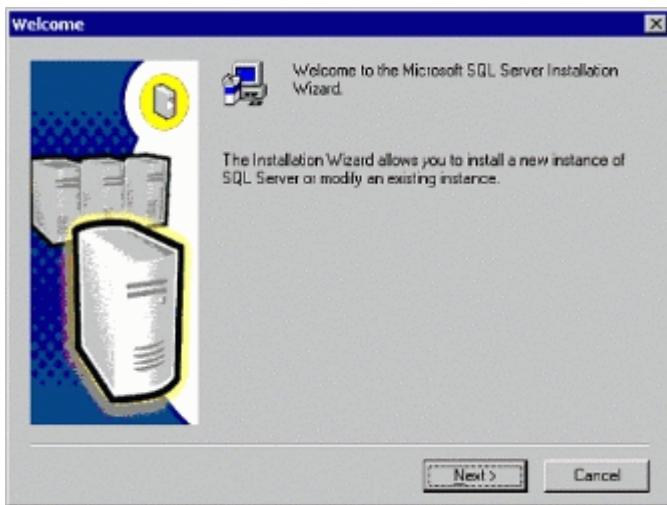 Welcome
Welcome to the Microsoft SQL Server Installation
Wizard.
The Installation Wizard allows you to install a new instance of
SQL Server or modify an existing instance.
Next >
Cancel